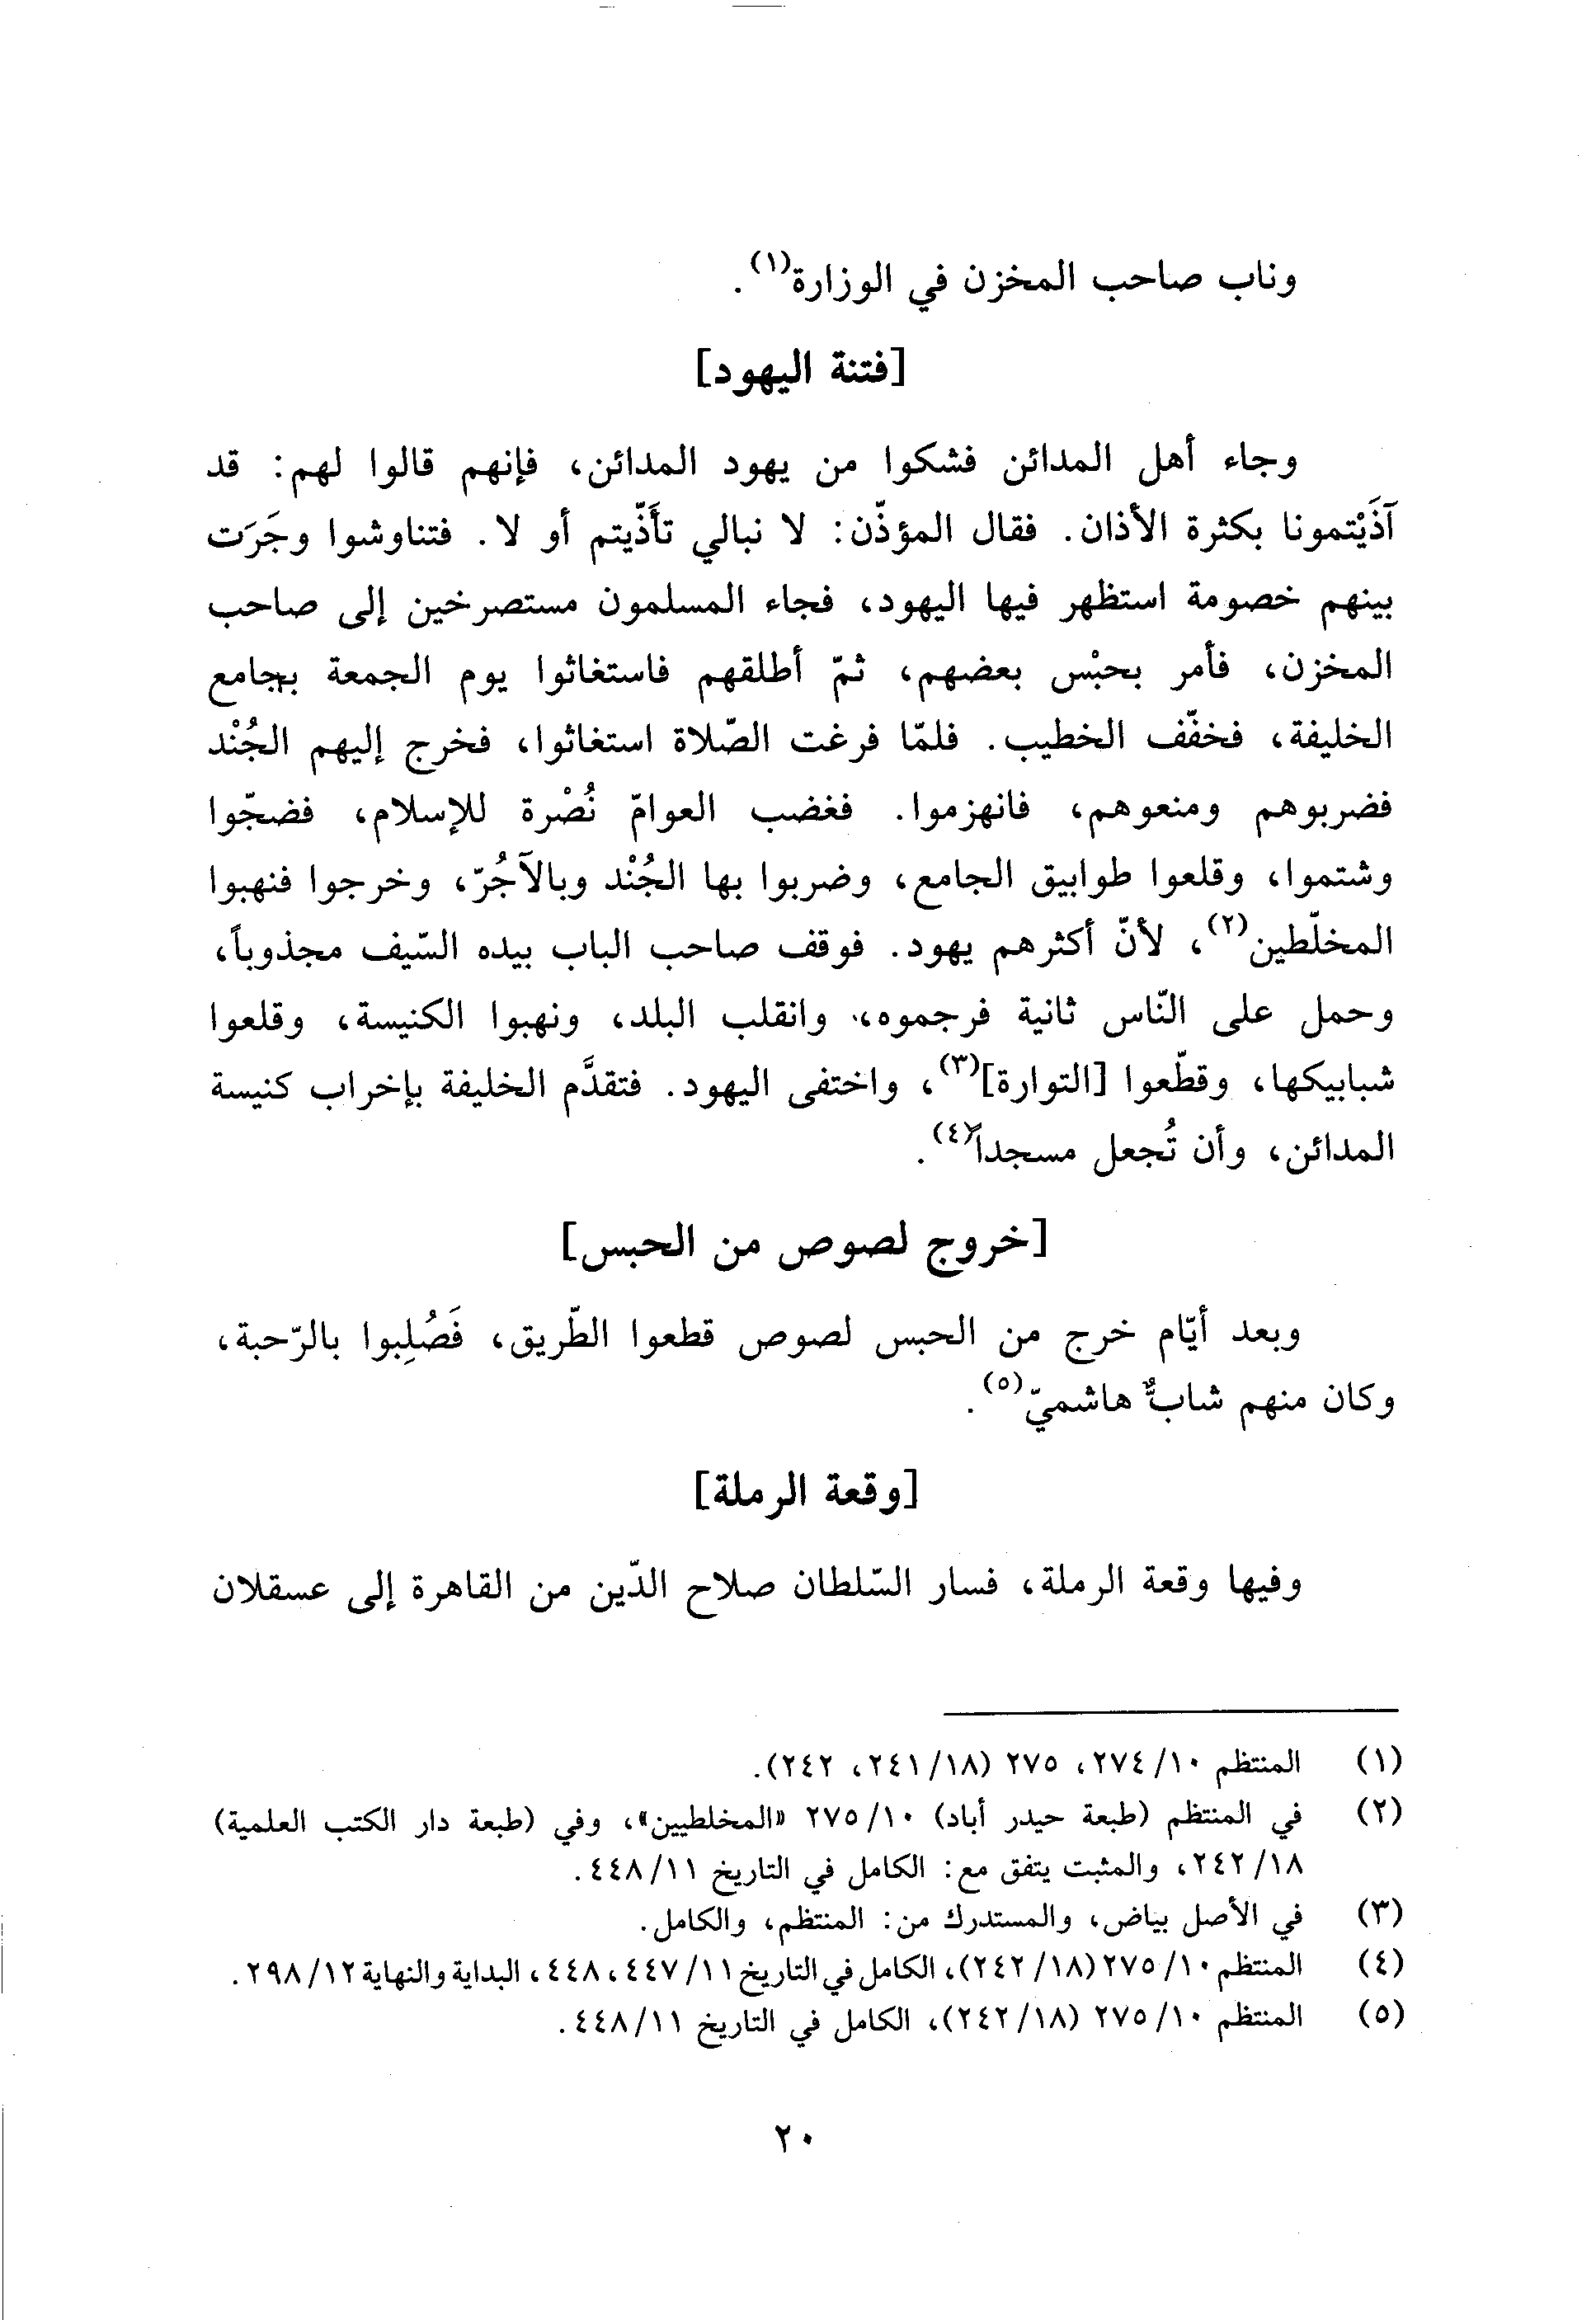 وناب صاحب المخزن في الوزارة(١).
[فتنة اليهود]
وجاء أهل المدائن فشكوا من يهود المدائن، فإنهم قالوا لهم: قد
آذَيْتمونا بكثرة الأذان. فقال المؤذّن: لا نبالي تأَذّيتم أو لا. فتناوشوا وجَرَت
بينهم خصومة استظهر فيها اليهود، فجاء المسلمون مستصرخين إلى صاحب
المخزن، فأمر بحبْس بعضهم، ثمّ أطلقهم فاستغاثوا يوم الجمعة بجامع
الخليفة، فخفّف الخطيب. فلمّا فرغت الصّلاة استغاثوا، فخرج إليهم الجُنْد
فضربوهم ومنعوهم، فانهزموا. فغضب العوامّ نُصْرة للإسلام، فضجّوا
وشتموا، وقلعوا طوابيق الجامع، وضربوا بها الجُنْد وبالآجُرّ، وخرجوا فنهبوا
المخلّطين(٢)، لأنّ أكثرهم يهود. فوقف صاحب الباب بيده السّيف مجذوباً،
وحمل على النّاس ثانية فرجموه، وانقلب البلد، ونهبوا الكنيسة، وقلعوا
شبابيكها، وقطّعوا [التوارة](٣)، واختفى اليهود. فتقدَّم الخليفة بإخراب كنيسة
المدائن، وأن تُجعل مسجداً(٤).
[خروج لصوص من الحبس]
وبعد أيّام خرج من الحبس لصوص قطعوا الطّريق، فَصُلِبوا بالرّحبة،
وكان منهم شابٌّ هاشميّ(٥).
[وقعة الرملة]
وفيها وقعة الرملة، فسار السّلطان صلاح الدّين من القاهرة إلى عسقلان
(١) المنتظم ١٠/ ٢٧٤، ٢٧٥ (١٨/ ٢٤١، ٢٤٢).
(٢) في المنتظم (طبعة حيدر أباد) ١٠/ ٢٧٥ «المخلطيين»، وفي (طبعة دار الكتب العلمية)
١٨/ ٢٤٢، والمثبت يتفق مع: الكامل في التاريخ ١١/ ٤٤٨.
(٣) في الأصل بياض، والمستدرك من: المنتظم، والكامل.
(٤) المنتظم ١٠/ ٢٧٥ (١٨/ ٢٤٢)، الكامل في التاريخ ١١/ ٤٤٧، ٤٤٨، البداية والنهاية ١٢/ ٢٩٨.
(٥) المنتظم ١٠/ ٢٧٥ (١٨/ ٢٤٢)، الكامل في التاريخ ١١/ ٤٤٨.
٢٠